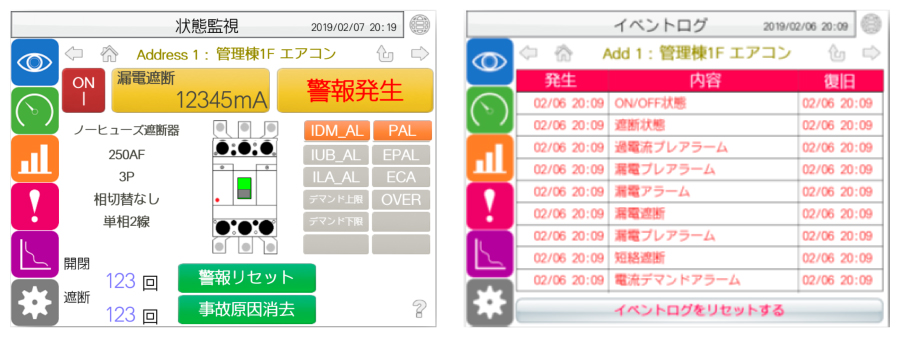 状態監視
2019/02/07 20:19
Address 1 : 管理棟1F エアコン
ON
漏電遮断
12345mA
警報発生
ノーヒューズ遮断器
250AF
3P
相切替なし
単相2線
IDM_AL PAL
IUB_AL EPAL
ILA_AL ECA
デマンド上限 OVER
デマンド下限
開閉
123 回
遮断
123 回
警報リセット
事故原因消去
?
イベントログ
2019/02/06 20:09
Add 1 : 管理棟1F エアコン
発生 内容 復旧
02/06 20:09 ON/OFF状態 02/06 20:09
02/06 20:09 遮断状態 02/06 20:09
02/06 20:09 過電流プレアラーム 02/06 20:09
02/06 20:09 漏電プレアラーム 02/06 20:09
02/06 20:09 漏電アラーム 02/06 20:09
02/06 20:09 漏電遮断 02/06 20:09
02/06 20:09 漏電プレアラーム 02/06 20:09
02/06 20:09 短絡遮断 02/06 20:09
02/06 20:09 電流デマンドアラーム 02/06 20:09
イベントログをリセットする